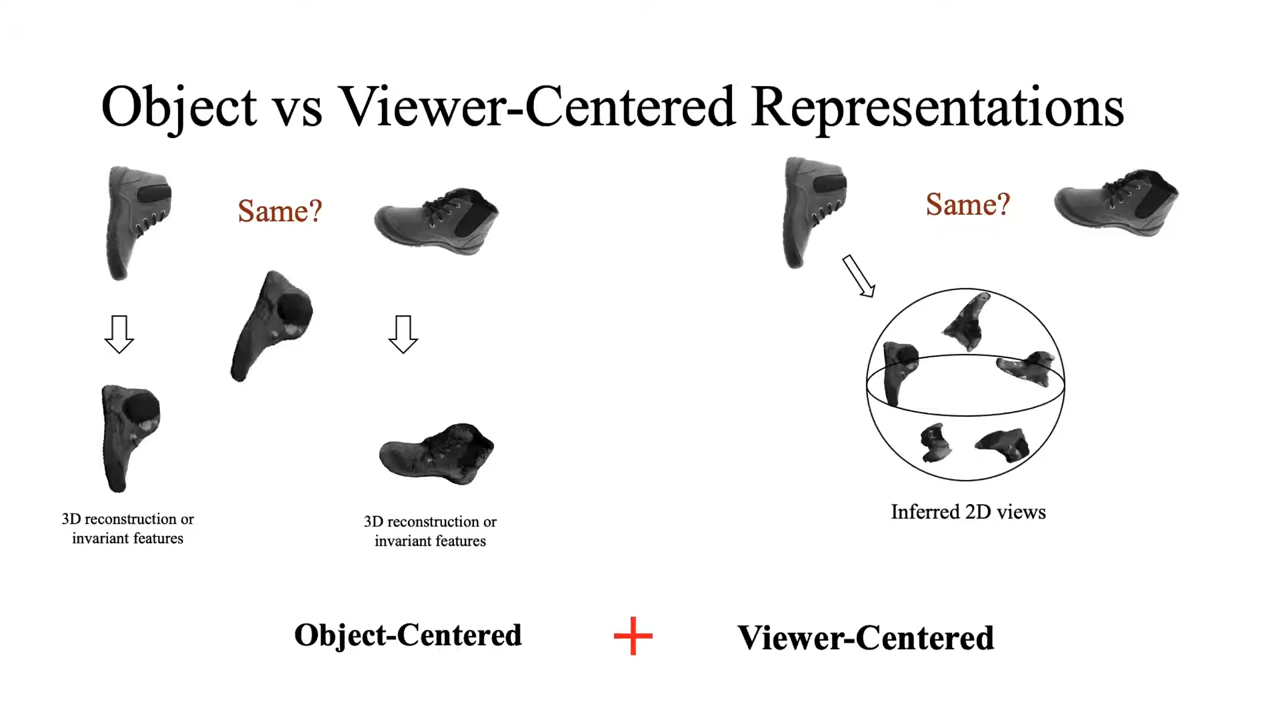 Object vs Viewer-Centered Representations
Same?
Same?
3D reconstruction or
invariant features
3D reconstruction or
invariant features
Inferred 2D views
Object-Centered
+
Viewer-Centered